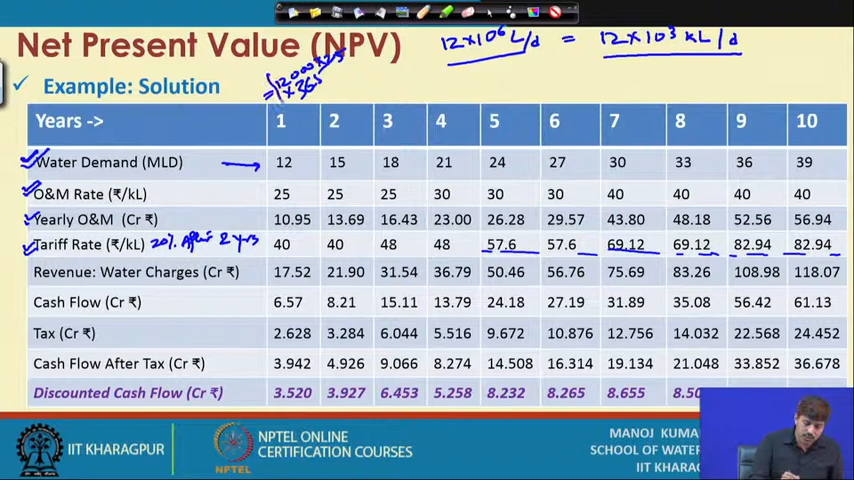 Net Present Value (NPV)
12×10⁶ L/d = 12×10³ kL/d
✓ Example: Solution
= (12000×25 ×365
Years -> 1 2 3 4 5 6 7 8 9 10
Water Demand (MLD) → 12 15 18 21 24 27 30 33 36 39
O&M Rate (₹/kL) 25 25 25 30 30 30 40 40 40 40
Yearly O&M (Cr ₹) 10.95 13.69 16.43 23.00 26.28 29.57 43.80 48.18 52.56 56.94
Tariff Rate (₹/kL) 20% After 2 yrs 40 40 48 48 57.6 57.6 69.12 69.12 82.94 82.94
Revenue: Water Charges (Cr ₹) 17.52 21.90 31.54 36.79 50.46 56.76 75.69 83.26 108.98 118.07
Cash Flow (Cr ₹) 6.57 8.21 15.11 13.79 24.18 27.19 31.89 35.08 56.42 61.13
Tax (Cr ₹) 2.628 3.284 6.044 5.516 9.672 10.876 12.756 14.032 22.568 24.452
Cash Flow After Tax (Cr ₹) 3.942 4.926 9.066 8.274 14.508 16.314 19.134 21.048 33.852 36.678
Discounted Cash Flow (Cr ₹) 3.520 3.927 6.453 5.258 8.232 8.265 8.655 8.50
IIT KHARAGPUR
NPTEL
NPTEL ONLINE
CERTIFICATION COURSES
MANOJ KUMA
SCHOOL OF WATER
IIT KHARAG